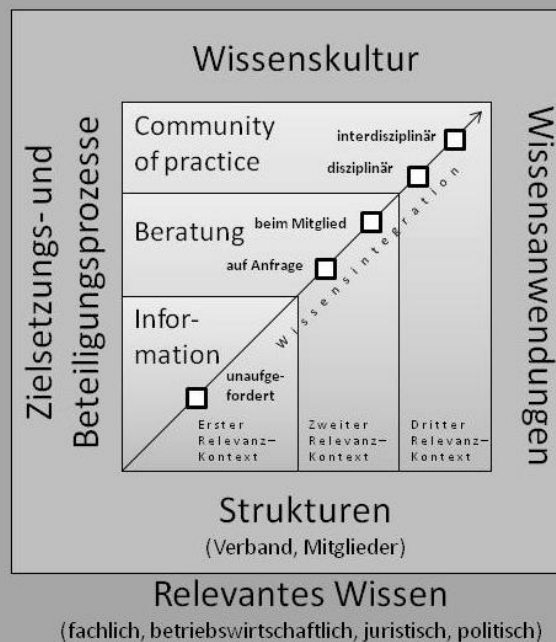 Wissenskultur
Zielsetzungs- und
Beteiligungsprozesse
Community
of practice
interdisziplinär
disziplinär
Beratung
beim Mitglied
auf Anfrage
Wissensintegration
Infor-
mation
unaufge-
fordert
Erster
Relevanz-
Kontext
Zweiter
Relevanz-
Kontext
Dritter
Relevanz-
Kontext
Wissensanwendungen
Strukturen
(Verband, Mitglieder)
Relevantes Wissen
(fachlich, betriebswirtschaftlich, juristisch, politisch)